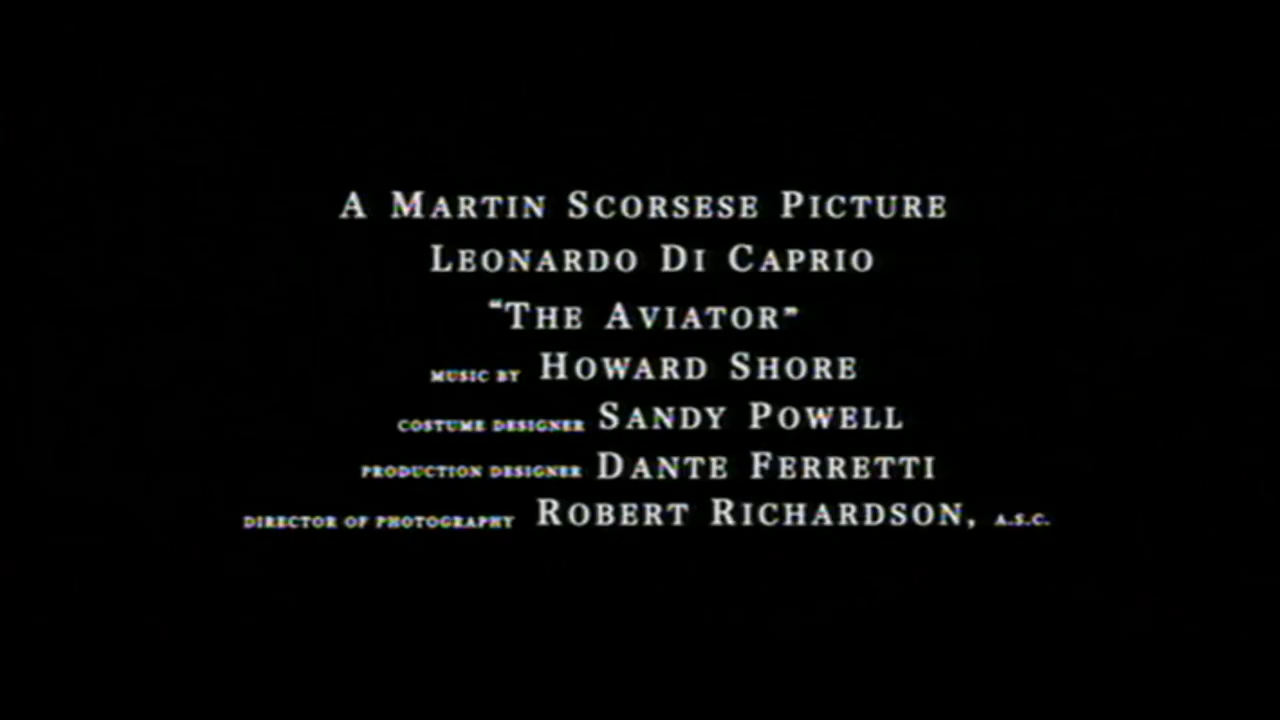 A MARTIN SCORSESE PICTURE
LEONARDO DI CAPRIO
“THE AVIATOR”
MUSIC BY HOWARD SHORE
COSTUME DESIGNER SANDY POWELL
PRODUCTION DESIGNER DANTE FERRETTI
DIRECTOR OF PHOTOGRAPHY ROBERT RICHARDSON, A.S.C.